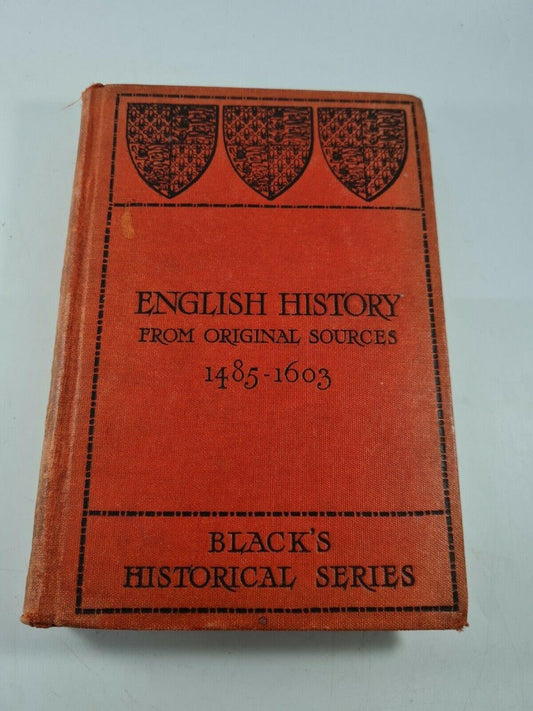 ENGLISH HISTORY
FROM ORIGINAL SOURCES
1485-1603
BLACK'S
HISTORICAL SERIES